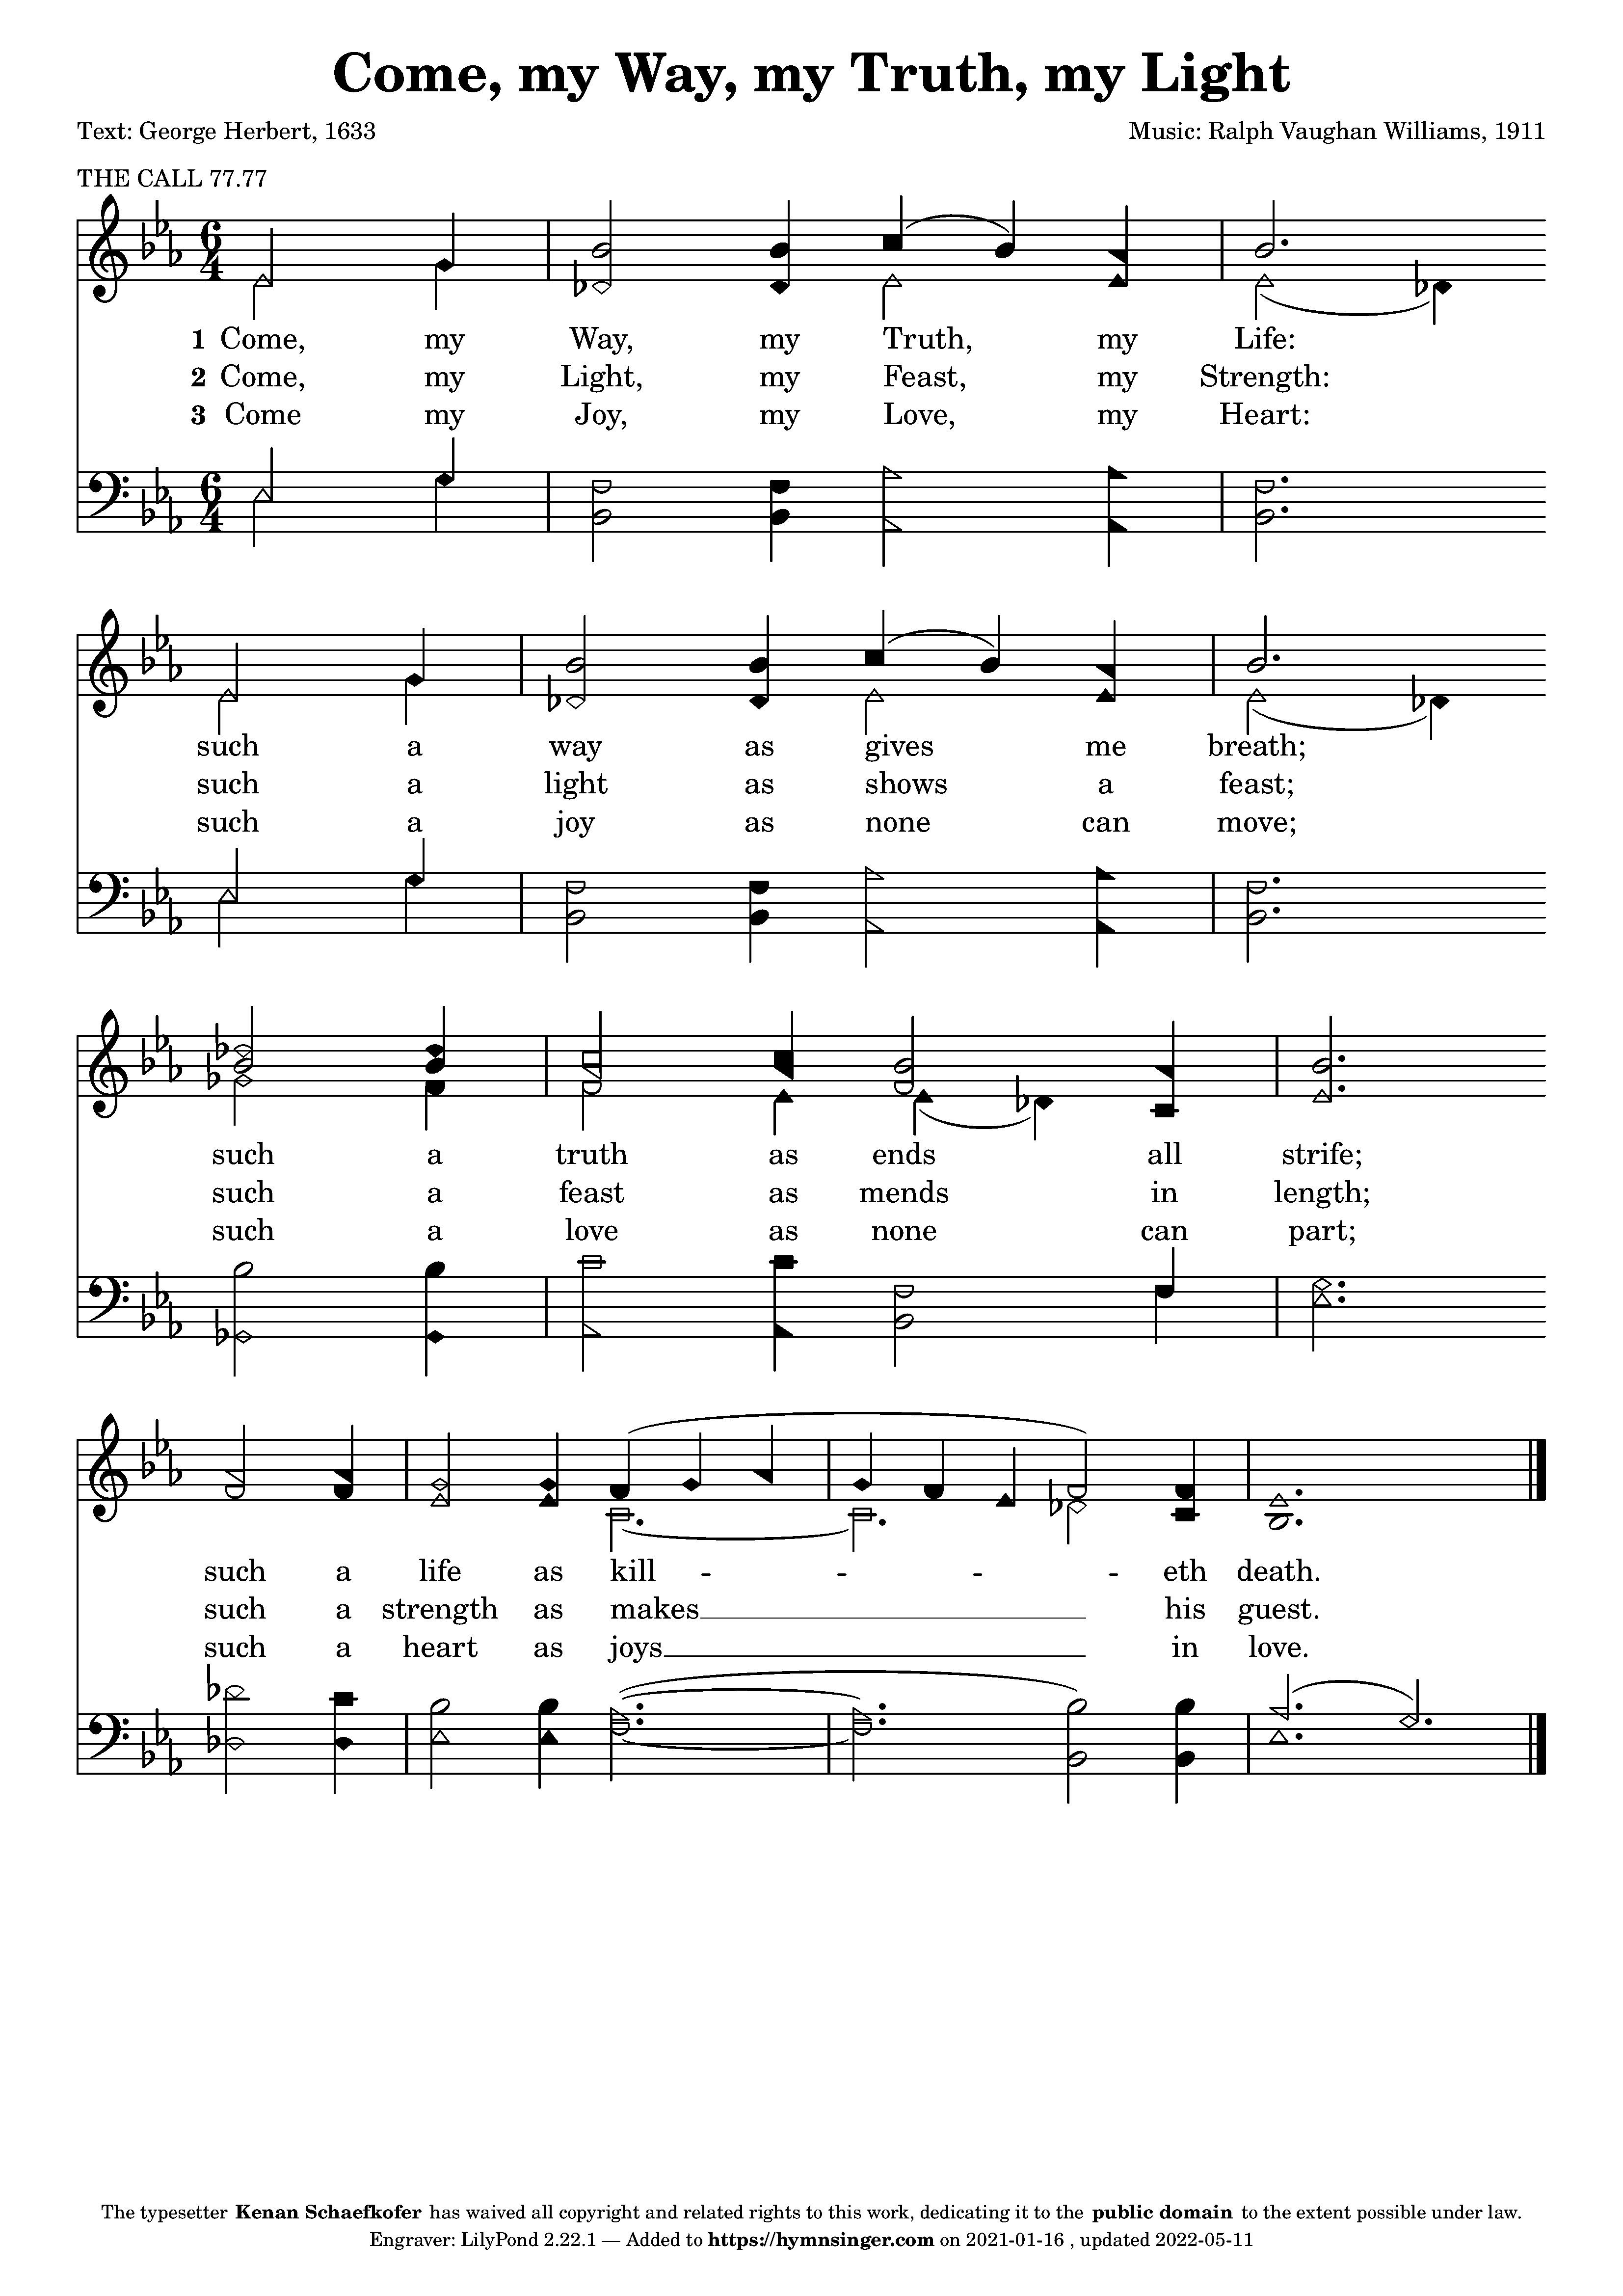 Come, my Way, my Truth, my Light
Text: George Herbert, 1633 Music: Ralph Vaughan Williams, 1911
THE CALL 77.77
6 4
1 Come, my Way, my Truth, my Life:
2 Come, my Light, my Feast, my Strength:
3 Come my Joy, my Love, my Heart:
6 4
such a way as gives me breath;
such a light as shows a feast;
such a joy as none can move;
such a truth as ends all strife;
such a feast as mends in length;
such a love as none can part;
such a life as kill - - - - eth death.
such a strength as makes his guest.
such a heart as joys in love.
The typesetter Kenan Schaefkofer has waived all copyright and related rights to this work, dedicating it to the public domain to the extent possible under law.
Engraver: LilyPond 2.22.1 — Added to https://hymnsinger.com on 2021-01-16 , updated 2022-05-11